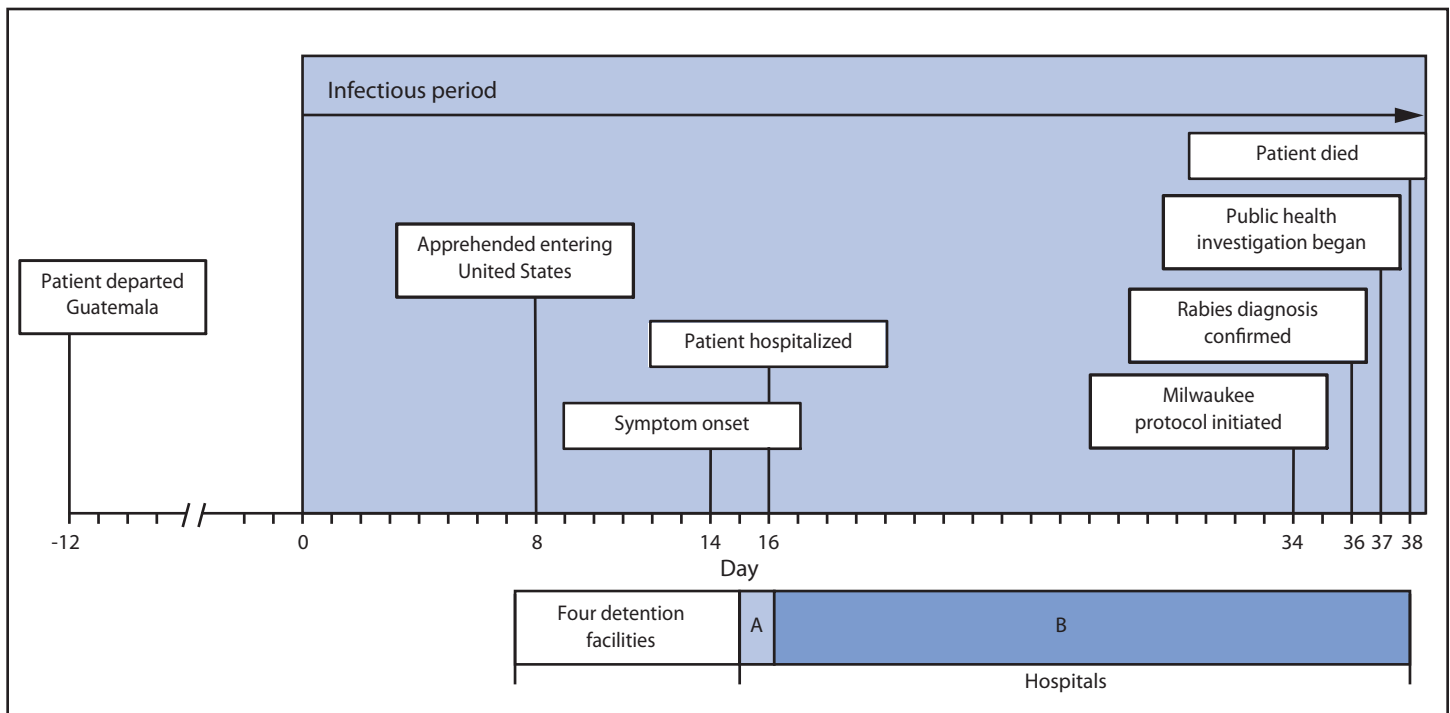 Infectious period
Patient died
Public health
investigation began
Apprehended entering
United States
Patient departed
Guatemala
Rabies diagnosis
confirmed
Patient hospitalized
Milwaukee
protocol initiated
Symptom onset
-12 0 8 14 16 34 36 37 38
Day
Four detention
facilities
A
B
Hospitals